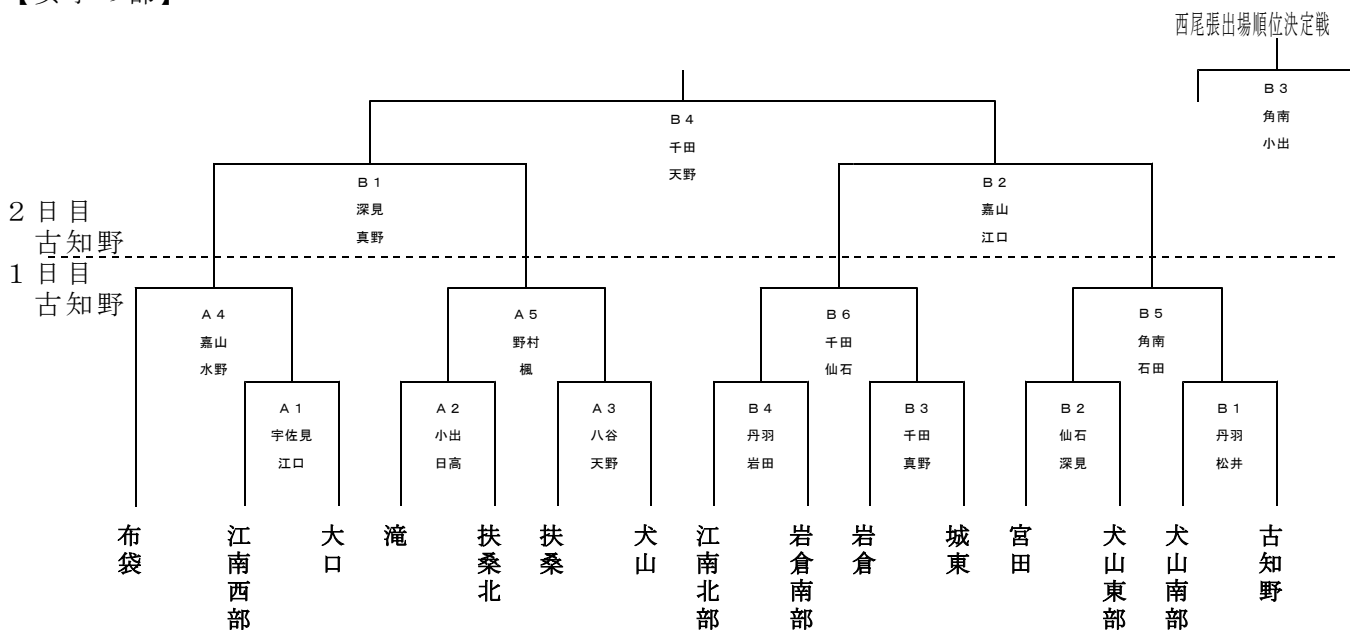 【女子の部】
西尾張出場順位決定戦
Ｂ３
角南
小出
Ｂ４
千田
天野
Ｂ１
深見
真野
Ｂ２
嘉山
江口
２日目
古知野
１日目
古知野
Ａ４
嘉山
水野
Ａ５
野村
楓
Ｂ６
千田
仙石
Ｂ５
角南
石田
Ａ１
宇佐見
江口
Ａ２
小出
日高
Ａ３
八谷
天野
Ｂ４
丹羽
岩田
Ｂ３
千田
真野
Ｂ２
仙石
深見
Ｂ１
丹羽
松井
布袋
江南西部
大口
滝
扶桑北
扶桑
犬山
江南北部
岩倉南部
岩倉
城東
宮田
犬山東部
犬山南部
古知野